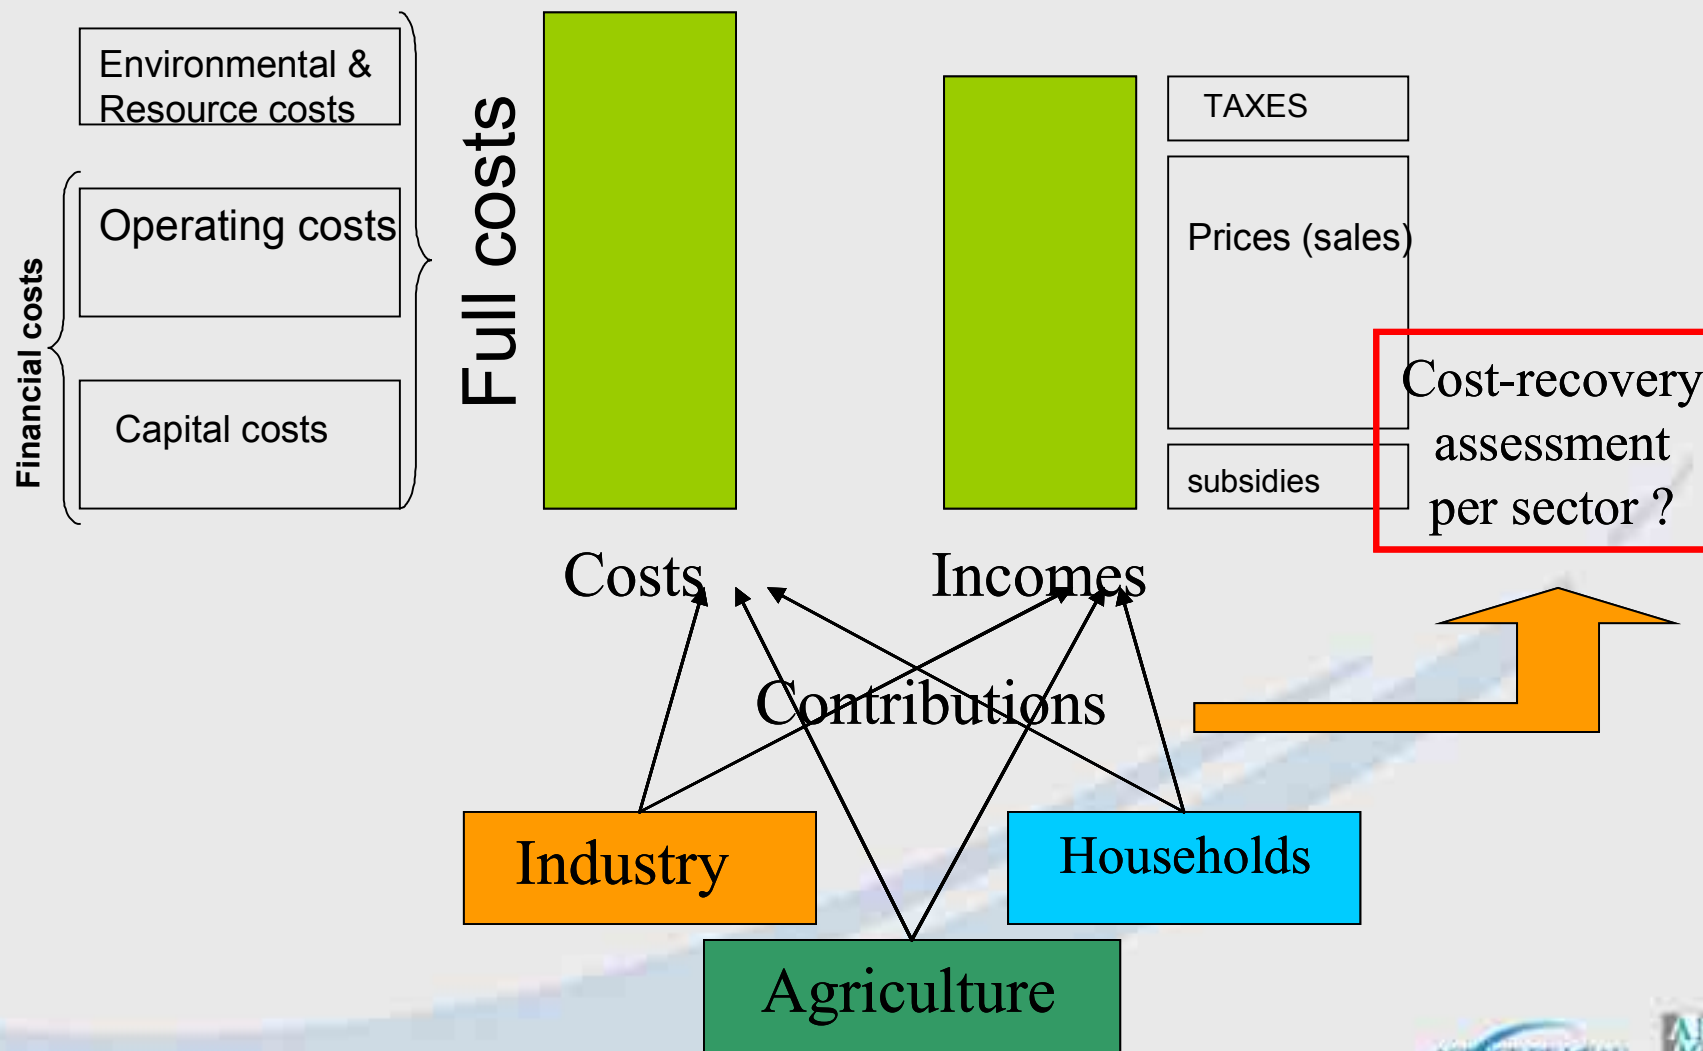 Environmental &
Resource costs
Operating costs
Capital costs
Financial costs
Full costs
TAXES
Prices (sales)
subsidies
Cost-recovery
assessment
per sector ?
Costs
Incomes
Contributions
Industry
Households
Agriculture